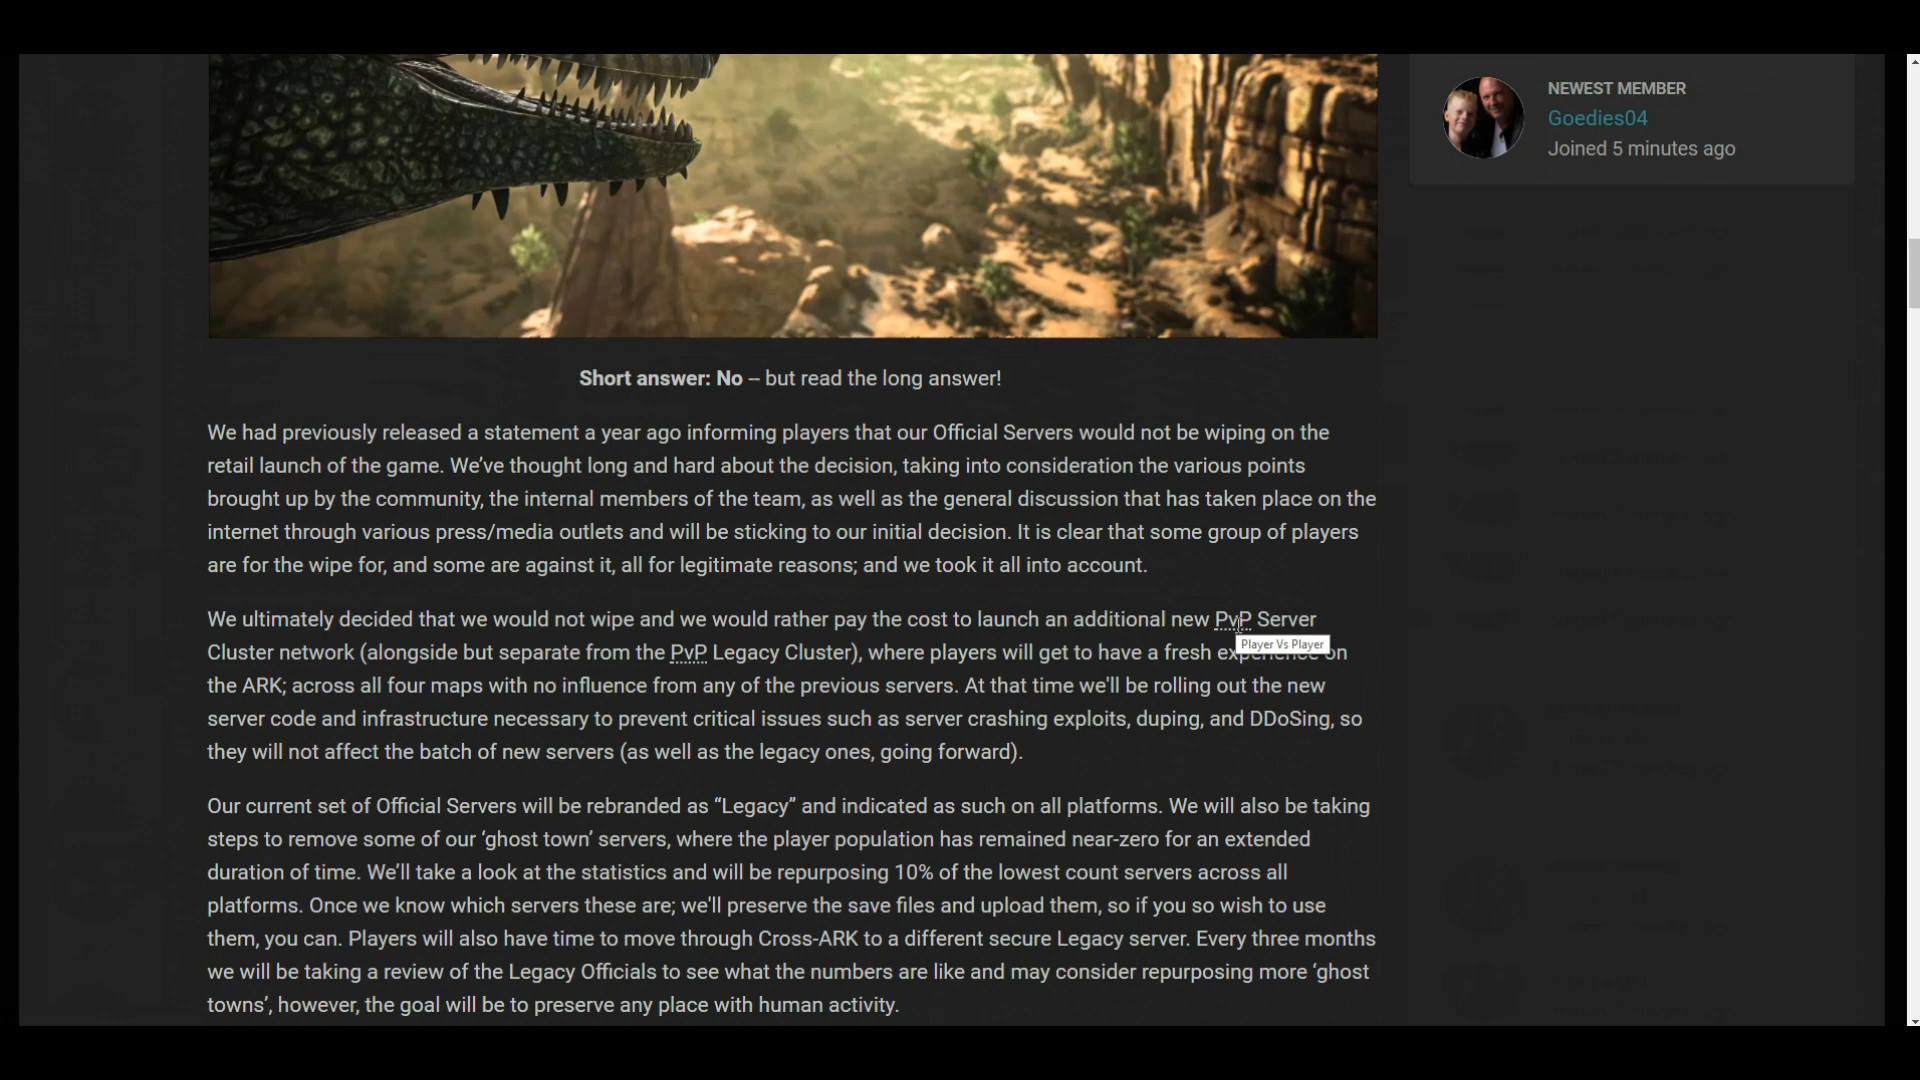 NEWEST MEMBER
Goedies04
Joined 5 minutes ago
Short answer: No – but read the long answer!
We had previously released a statement a year ago informing players that our Official Servers would not be wiping on the
retail launch of the game. We’ve thought long and hard about the decision, taking into consideration the various points
brought up by the community, the internal members of the team, as well as the general discussion that has taken place on the
internet through various press/media outlets and will be sticking to our initial decision. It is clear that some group of players
are for the wipe for, and some are against it, all for legitimate reasons; and we took it all into account.
We ultimately decided that we would not wipe and we would rather pay the cost to launch an additional new PvP Server
Player Vs Player
Cluster network (alongside but separate from the PvP Legacy Cluster), where players will get to have a fresh experience on
the ARK; across all four maps with no influence from any of the previous servers. At that time we'll be rolling out the new
server code and infrastructure necessary to prevent critical issues such as server crashing exploits, duping, and DDoSing, so
they will not affect the batch of new servers (as well as the legacy ones, going forward).
Our current set of Official Servers will be rebranded as “Legacy” and indicated as such on all platforms. We will also be taking
steps to remove some of our ‘ghost town’ servers, where the player population has remained near-zero for an extended
duration of time. We’ll take a look at the statistics and will be repurposing 10% of the lowest count servers across all
platforms. Once we know which servers these are; we'll preserve the save files and upload them, so if you so wish to use
them, you can. Players will also have time to move through Cross-ARK to a different secure Legacy server. Every three months
we will be taking a review of the Legacy Officials to see what the numbers are like and may consider repurposing more ‘ghost
towns’, however, the goal will be to preserve any place with human activity.